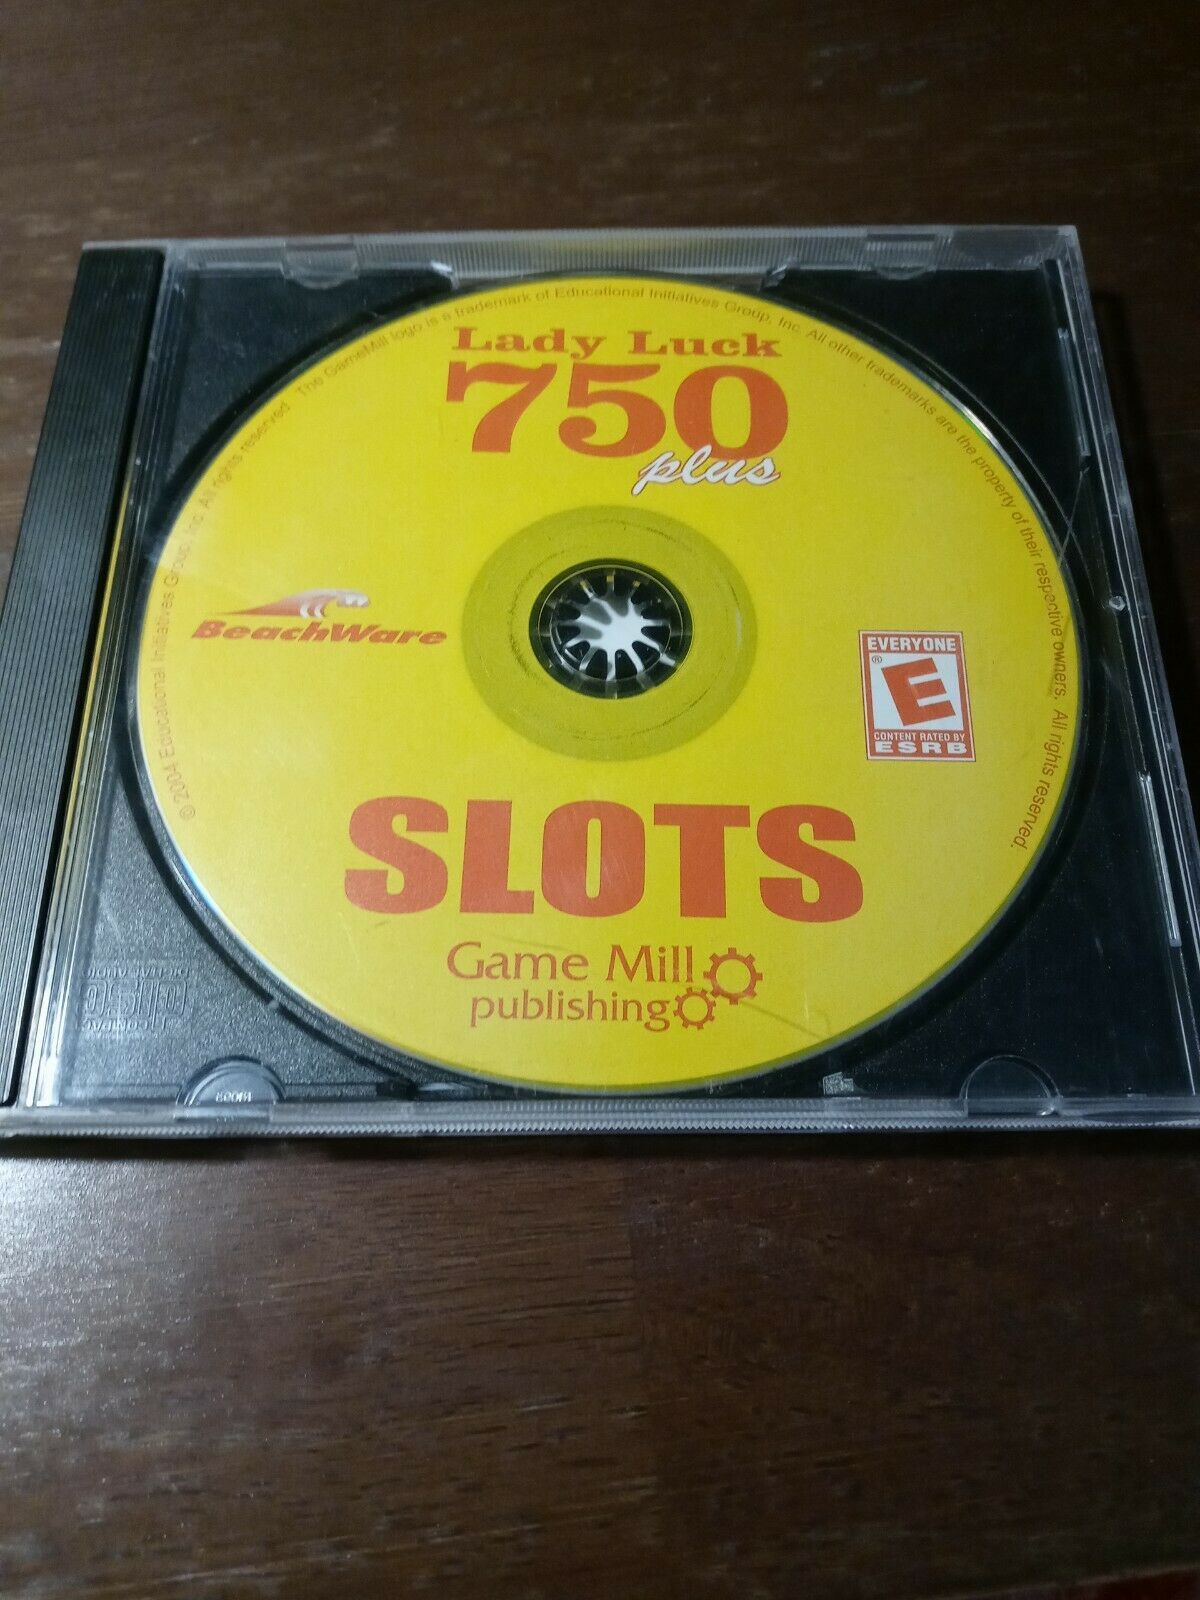 © 2004 Educational Initiatives Group, Inc. All rights reserved. The GameMill logo is a trademark of Educational Initiatives Group, Inc. All other trademarks are the property of their respective owners. All rights reserved.
Lady Luck
750
plus
BeachWare
EVERYONE
E
®
CONTENT RATED BY
ESRB
SLOTS
Game Mill
publishing